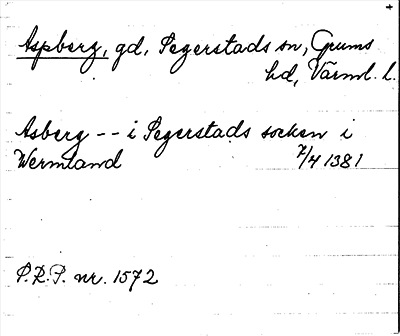 Aspberg, gd, Segerstads sn, Grums
hd, Värml. l.
Asberg -- i Segerstads socken i
Wermland 7/4 1381
S.R.P. nr. 1572